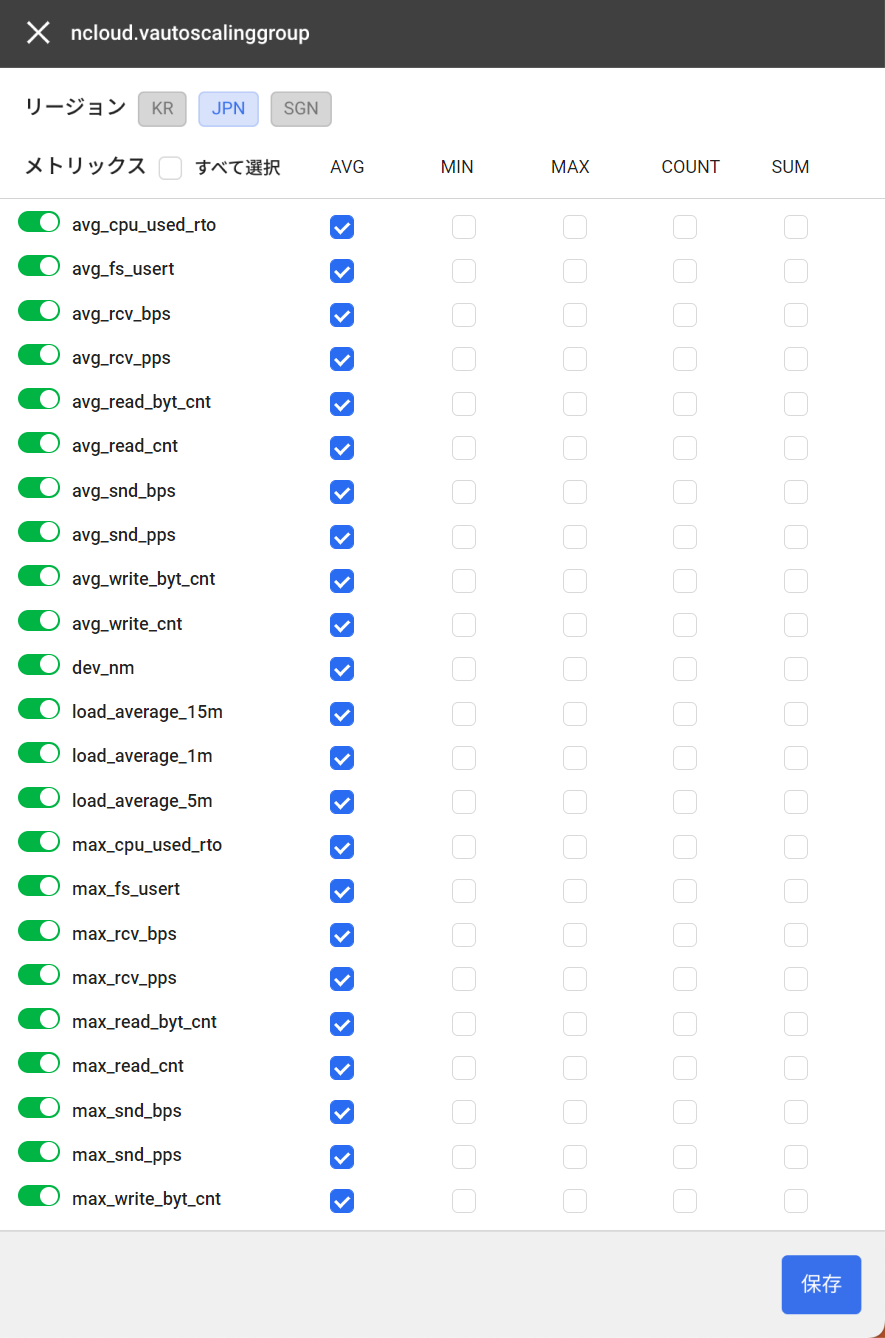 ncloud.vautoscalinggroup
リージョン KR JPN SGN
メトリックス すべて選択 AVG MIN MAX COUNT SUM
avg_cpu_used_rto
avg_fs_usert
avg_rcv_bps
avg_rcv_pps
avg_read_byt_cnt
avg_read_cnt
avg_snd_bps
avg_snd_pps
avg_write_byt_cnt
avg_write_cnt
dev_nm
load_average_15m
load_average_1m
load_average_5m
max_cpu_used_rto
max_fs_usert
max_rcv_bps
max_rcv_pps
max_read_byt_cnt
max_read_cnt
max_snd_bps
max_snd_pps
max_write_byt_cnt
保存